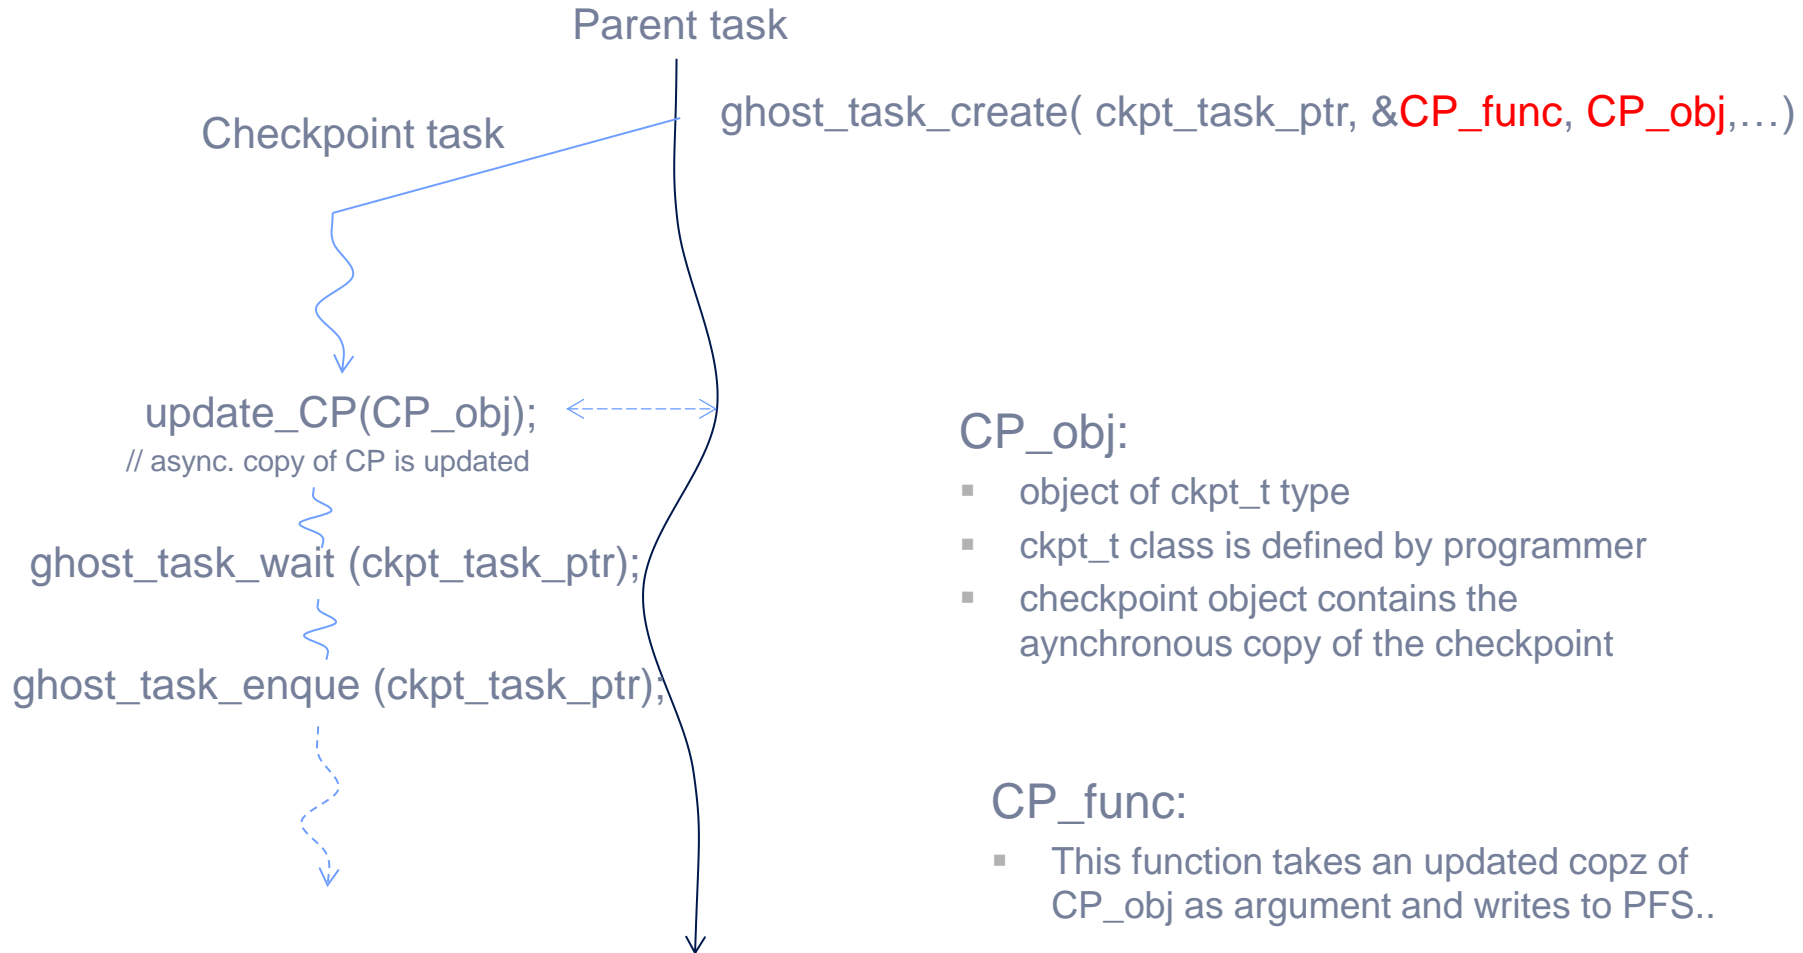 Parent task
ghost_task_create( ckpt_task_ptr, &CP_func, CP_obj,…)
Checkpoint task
update_CP(CP_obj);
// async. copy of CP is updated
ghost_task_wait (ckpt_task_ptr);
ghost_task_enque (ckpt_task_ptr);
CP_obj:
object of ckpt_t type
ckpt_t class is defined by programmer
checkpoint object contains the
aynchronous copy of the checkpoint
CP_func:
This function takes an updated copz of
CP_obj as argument and writes to PFS..